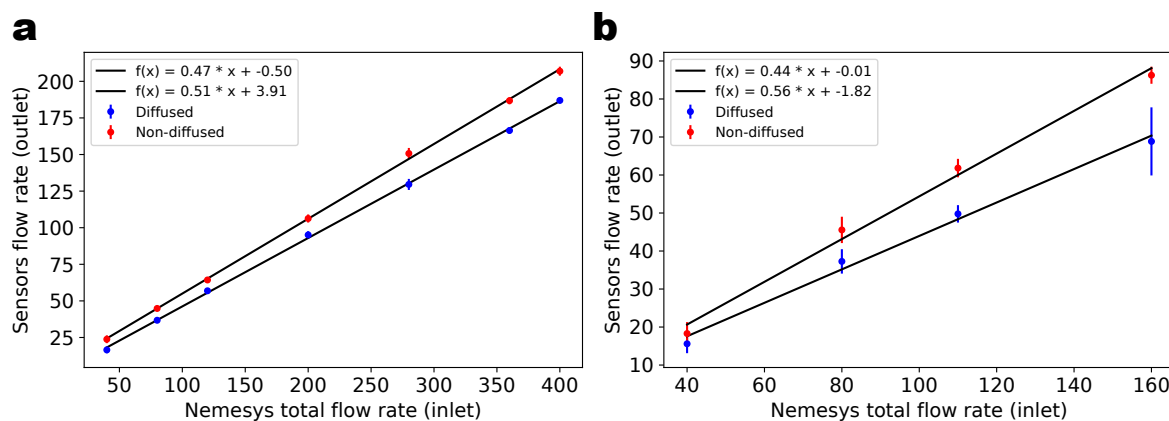 a
f(x) = 0.47 * x + -0.50
f(x) = 0.51 * x + 3.91
Diffused
Non-diffused
200
175
150
125
100
75
50
25
50 100 150 200 250 300 350 400
Sensors flow rate (outlet)
Nemesys total flow rate (inlet)
b
f(x) = 0.44 * x + -0.01
f(x) = 0.56 * x + -1.82
Diffused
Non-diffused
90
80
70
60
50
40
30
20
10
40 60 80 100 120 140 160
Sensors flow rate (outlet)
Nemesys total flow rate (inlet)